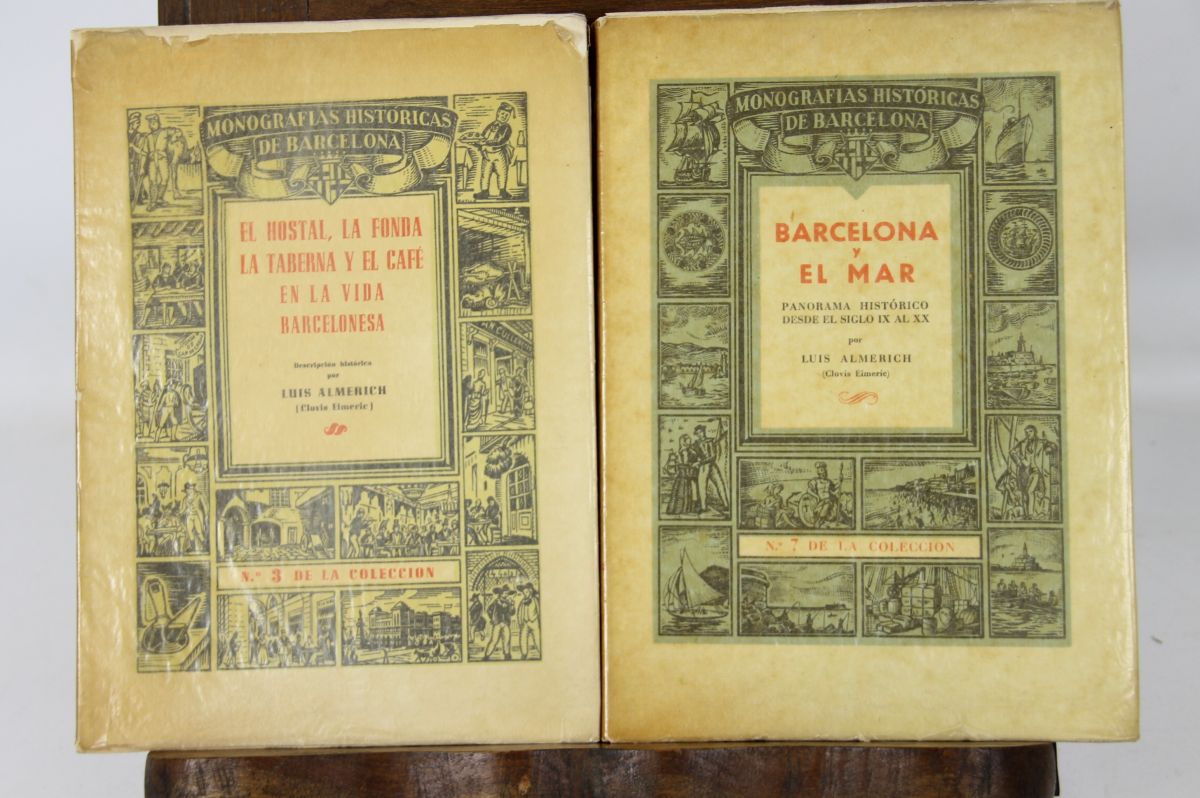 MONOGRAFIAS HISTÓRICAS
DE BARCELONA
EL HOSTAL, LA FONDA
LA TABERNA Y EL CAFÉ
EN LA VIDA
BARCELONESA
Descripción histórica
por
LUIS ALMERICH
(Clovis Eimeric)
N.º 3 DE LA COLECCION
MONOGRAFIAS HISTÓRICAS
DE BARCELONA
BARCELONA
y
EL MAR
PANORAMA HISTÓRICO
DESDE EL SIGLO IX AL XX
por
LUIS ALMERICH
(Clovis Eimeric)
N.º 7 DE LA COLECCION